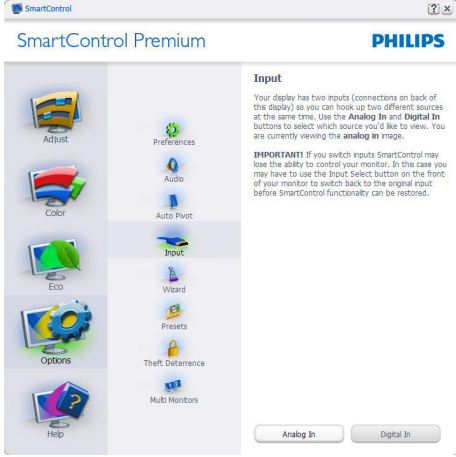 SmartControl
SmartControl Premium
PHILIPS
Adjust
Color
Eco
Options
Help
Preferences
Audio
Auto Pivot
Input
Wizard
Presets
Theft Deterrence
Multi Monitors
Input
Your display has two inputs (connections on back of
this display) so you can hook up two different sources
at the same time. Use the Analog In and Digital In
buttons to select which source you'd like to view. You
are currently viewing the analog in image.
IMPORTANT! If you switch inputs SmartControl may
lose the ability to control your monitor. In this case you
may have to use the Input Select button on the front
of your monitor to switch back to the original input
before SmartControl functionality can be restored.
Analog In
Digital In